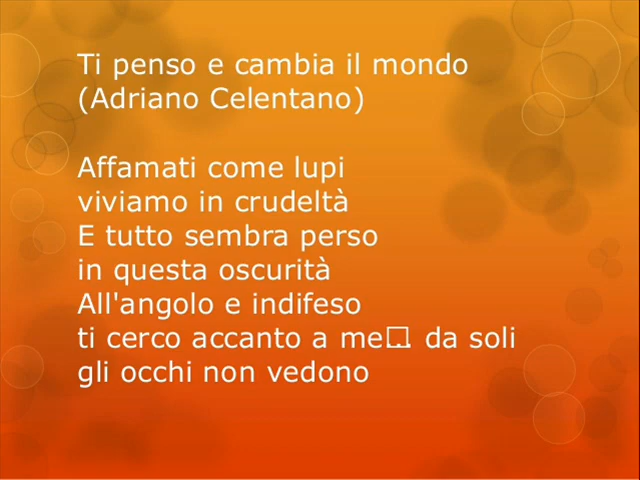 Ti penso e cambia il mondo
(Adriano Celentano)
Affamati come lupi
viviamo in crudeltà
E tutto sembra perso
in questa oscurità
All'angolo e indifeso
ti cerco accanto a me□.. da soli
gli occhi non vedono